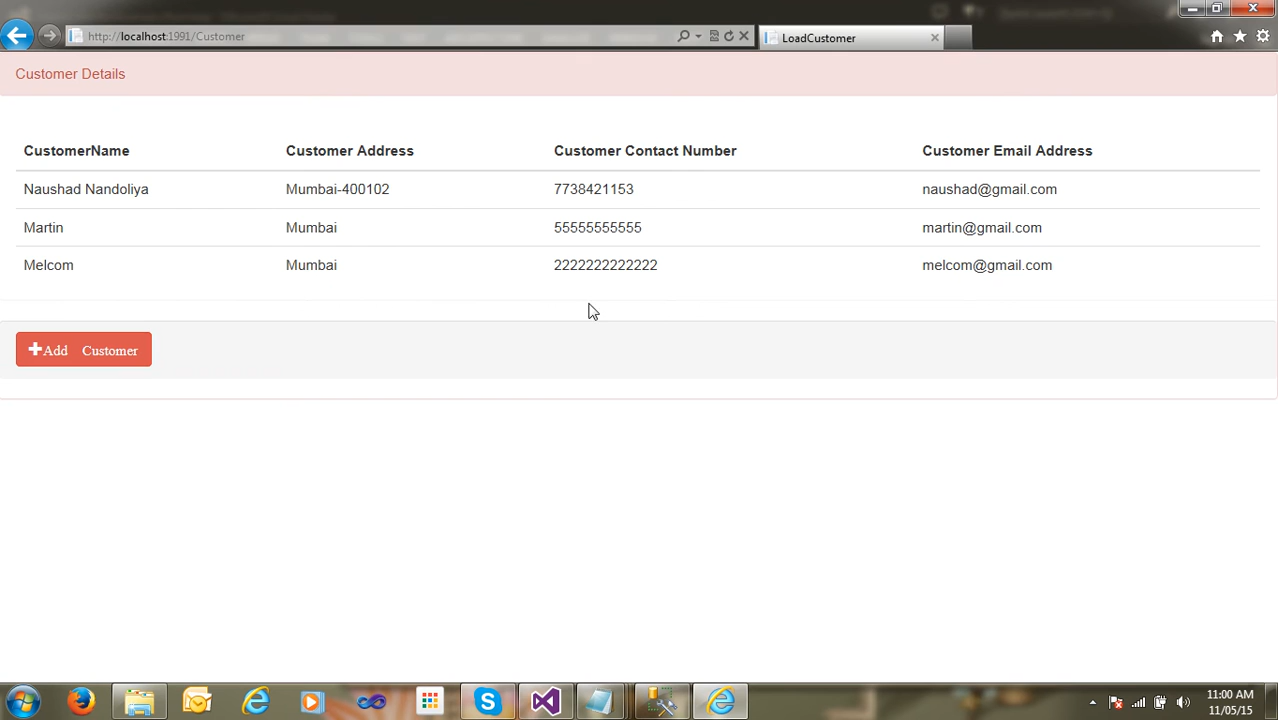 http://localhost:1991/Customer
LoadCustomer
Customer Details
CustomerName Customer Address Customer Contact Number Customer Email Address
Naushad Nandoliya Mumbai-400102 7738421153 naushad@gmail.com
Martin Mumbai 55555555555 martin@gmail.com
Melcom Mumbai 2222222222222 melcom@gmail.com
Add Customer
11:00 AM
11/05/15